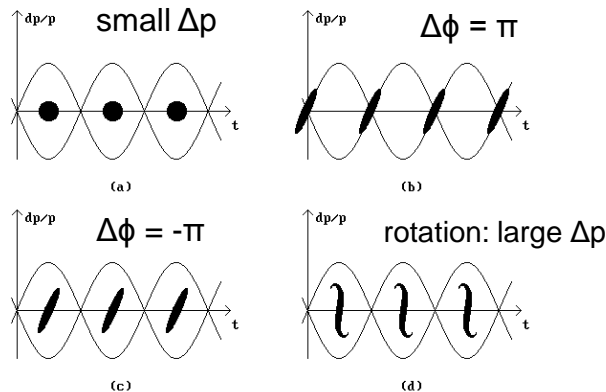 dp/p
small Δp
t
(a)
dp/p
Δϕ = π
t
(b)
dp/p
Δϕ = -π
t
(c)
dp/p
rotation: large Δp
t
(d)